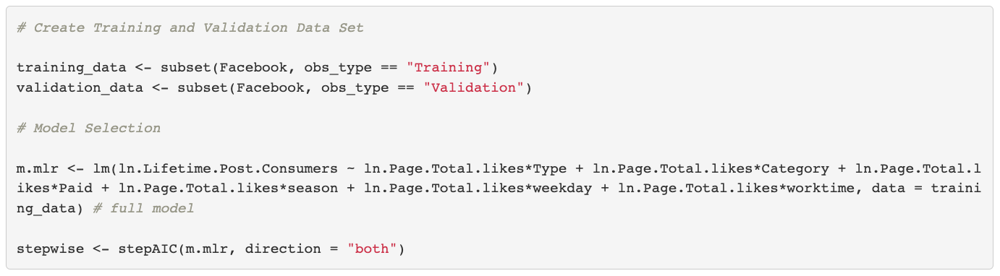 # Create Training and Validation Data Set
training_data <- subset(Facebook, obs_type == "Training")
validation_data <- subset(Facebook, obs_type == "Validation")
# Model Selection
m.mlr <- lm(ln.Lifetime.Post.Consumers ~ ln.Page.Total.likes*Type + ln.Page.Total.likes*Category + ln.Page.Total.l
ikes*Paid + ln.Page.Total.likes*season + ln.Page.Total.likes*weekday + ln.Page.Total.likes*worktime, data = traini
ng_data) # full model
stepwise <- stepAIC(m.mlr, direction = "both")